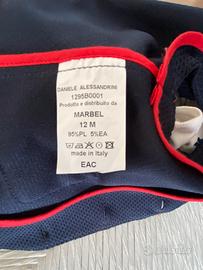 DANIELE ALESSANDRINI
1295B0001
Prodotto e distribuito da
MARBEL
12 M
95%PL 5%EA
made in Italy
EAC